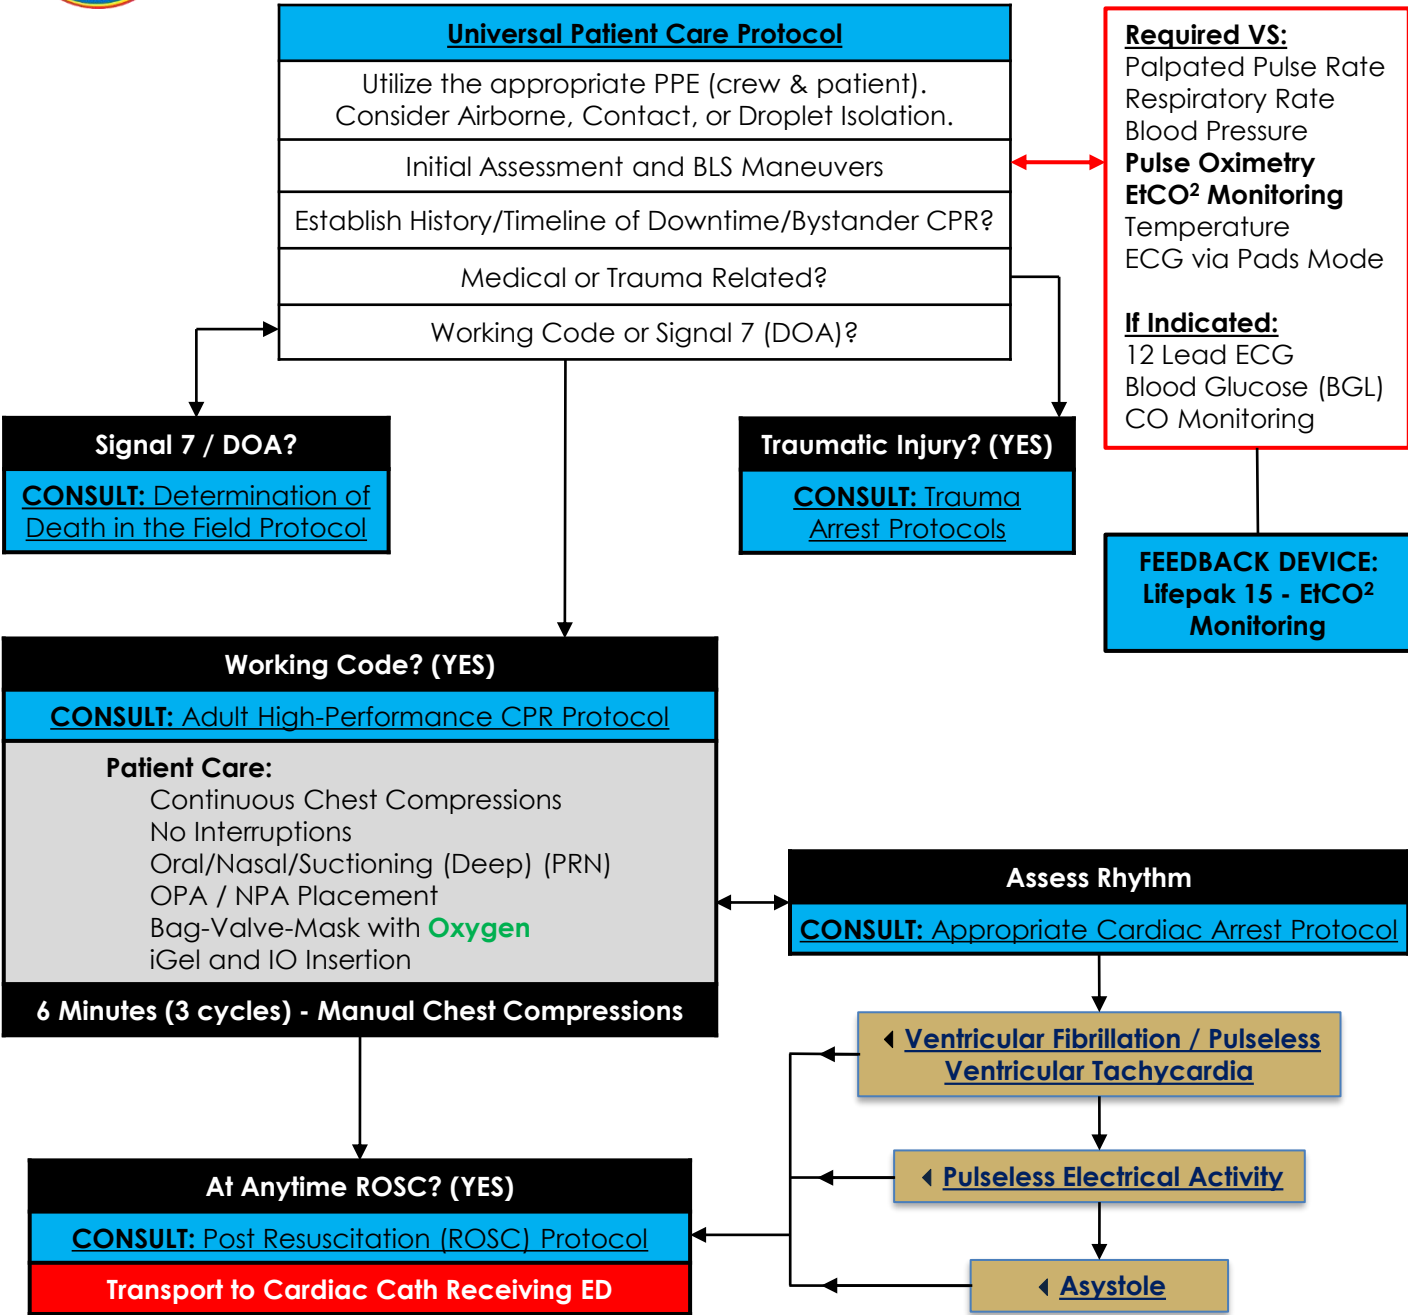 Universal Patient Care Protocol
Utilize the appropriate PPE (crew & patient).
Consider Airborne, Contact, or Droplet Isolation.
Initial Assessment and BLS Maneuvers
Establish History/Timeline of Downtime/Bystander CPR?
Medical or Trauma Related?
Working Code or Signal 7 (DOA)?
Required VS:
Palpated Pulse Rate
Respiratory Rate
Blood Pressure
Pulse Oximetry
EtCO² Monitoring
Temperature
ECG via Pads Mode
If Indicated:
12 Lead ECG
Blood Glucose (BGL)
CO Monitoring
Signal 7 / DOA?
CONSULT: Determination of
Death in the Field Protocol
Traumatic Injury? (YES)
CONSULT: Trauma
Arrest Protocols
FEEDBACK DEVICE:
Lifepak 15 - EtCO²
Monitoring
Working Code? (YES)
CONSULT: Adult High-Performance CPR Protocol
Patient Care:
Continuous Chest Compressions
No Interruptions
Oral/Nasal/Suctioning (Deep) (PRN)
OPA / NPA Placement
Bag-Valve-Mask with Oxygen
iGel and IO Insertion
6 Minutes (3 cycles) - Manual Chest Compressions
Assess Rhythm
CONSULT: Appropriate Cardiac Arrest Protocol
Ventricular Fibrillation / Pulseless
Ventricular Tachycardia
Pulseless Electrical Activity
Asystole
At Anytime ROSC? (YES)
CONSULT: Post Resuscitation (ROSC) Protocol
Transport to Cardiac Cath Receiving ED